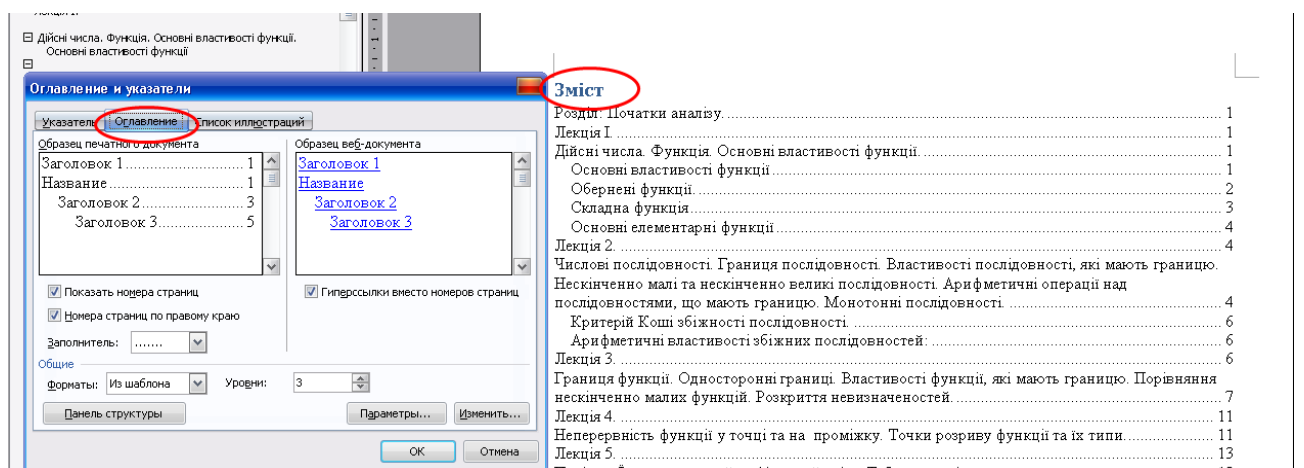 Лекція І.
Дійсні числа. Функція. Основні властивості функції.
Основні властивості функції
Оглавление и указатели
Указатель
Оглавление
Список иллюстраций
Образец печатного документа
Заголовок 1 1
Название 1
Заголовок 2 3
Заголовок 3 5
Образец веб-документа
Заголовок 1
Название
Заголовок 2
Заголовок 3
Показать номера страниц
Номера страниц по правому краю
Заполнитель: .......
Гиперссылки вместо номеров страниц
Общие
Форматы: Из шаблона Уровни: 3
Панель структуры
Параметры... Изменить...
ОК Отмена
Зміст
Розділ: Початки аналізу. 1
Лекція І. 1
Дійсні числа. Функція. Основні властивості функції. 1
Основні властивості функції 1
Обернені функції. 2
Складна функція 3
Основні елементарні функції 4
Лекція 2. 4
Числові послідовності. Границя послідовності. Властивості послідовності, які мають границю.
Нескінченно малі та нескінченно великі послідовності. Арифметичні операції над
послідовностями, що мають границю. Монотонні послідовності. 4
Критерій Коші збіжності послідовності. 6
Арифметичні властивості збіжних послідовностей: 6
Лекція 3. 6
Границя функції. Односторонні границі. Властивості функції, які мають границю. Порівняння
нескінченно малих функцій. Розкриття невизначеностей. 7
Лекція 4. 11
Неперервність функції у точці та на проміжку. Точки розриву функції та їх типи. 11
Лекція 5. 13